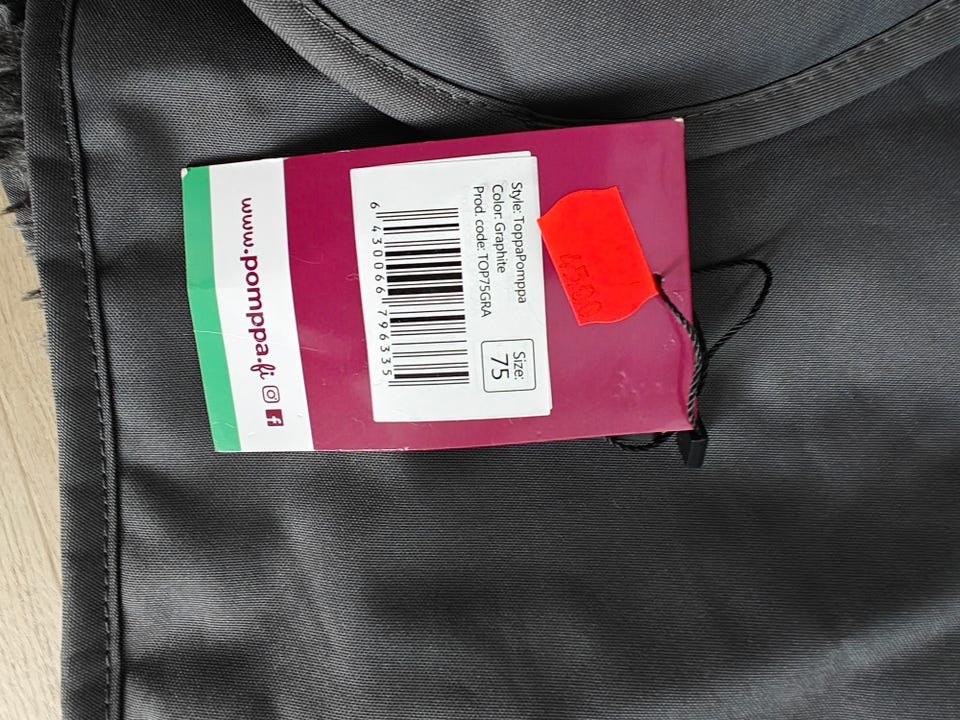 Style: ToppaPomppa
Color: Graphite
Prod. code: TOP75GRA
Size:
75
6 430066 796335
www.pomppa.fi
45.00